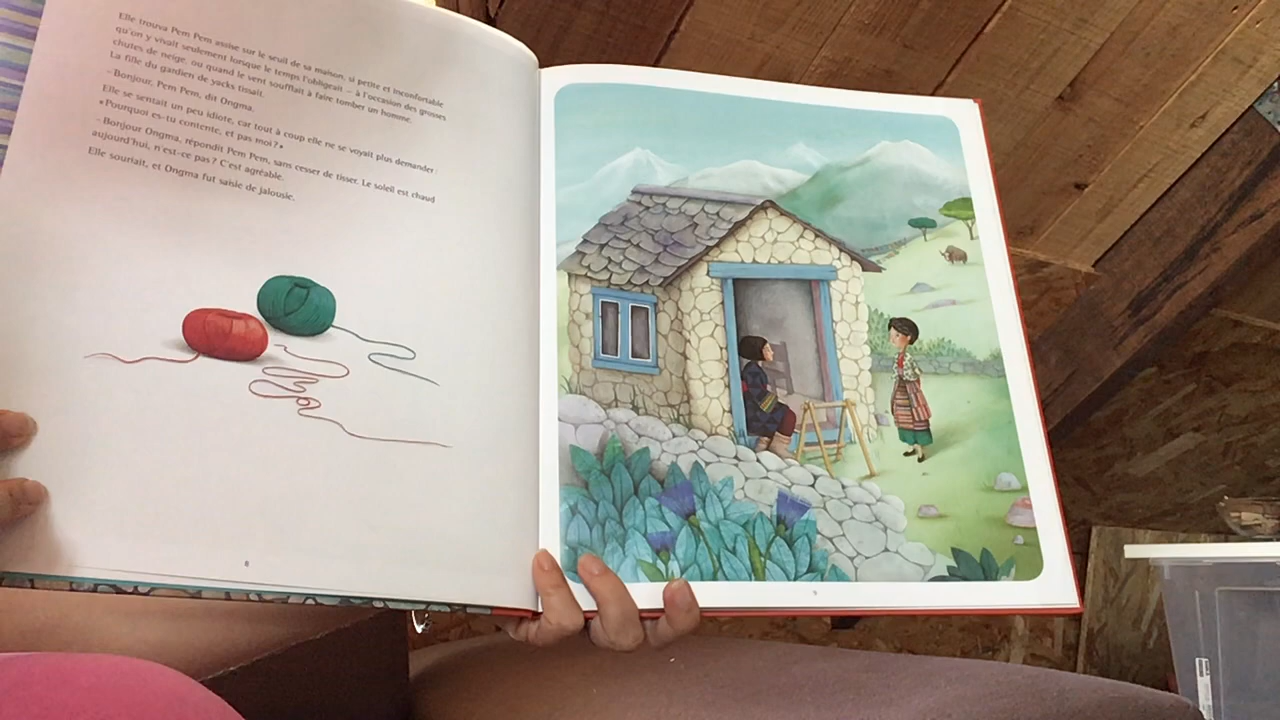 Elle trouva Pem Pem assise sur le seuil de sa maison, si petite et inconfortable
qu'on y vivait seulement lorsque le temps l'obligeait – à l'occasion des grosses
chutes de neige, ou quand le vent soufflait à faire tomber un homme.
La fille du gardien de yacks tissait.
- Bonjour, Pem Pem, dit Ongma.
Elle se sentait un peu idiote, car tout à coup elle ne se voyait plus demander :
« Pourquoi es-tu contente, et pas moi ? »
- Bonjour Ongma, répondit Pem Pem, sans cesser de tisser. Le soleil est chaud
aujourd'hui, n'est-ce pas ? C'est agréable.
Elle souriait, et Ongma fut saisie de jalousie.
8
9